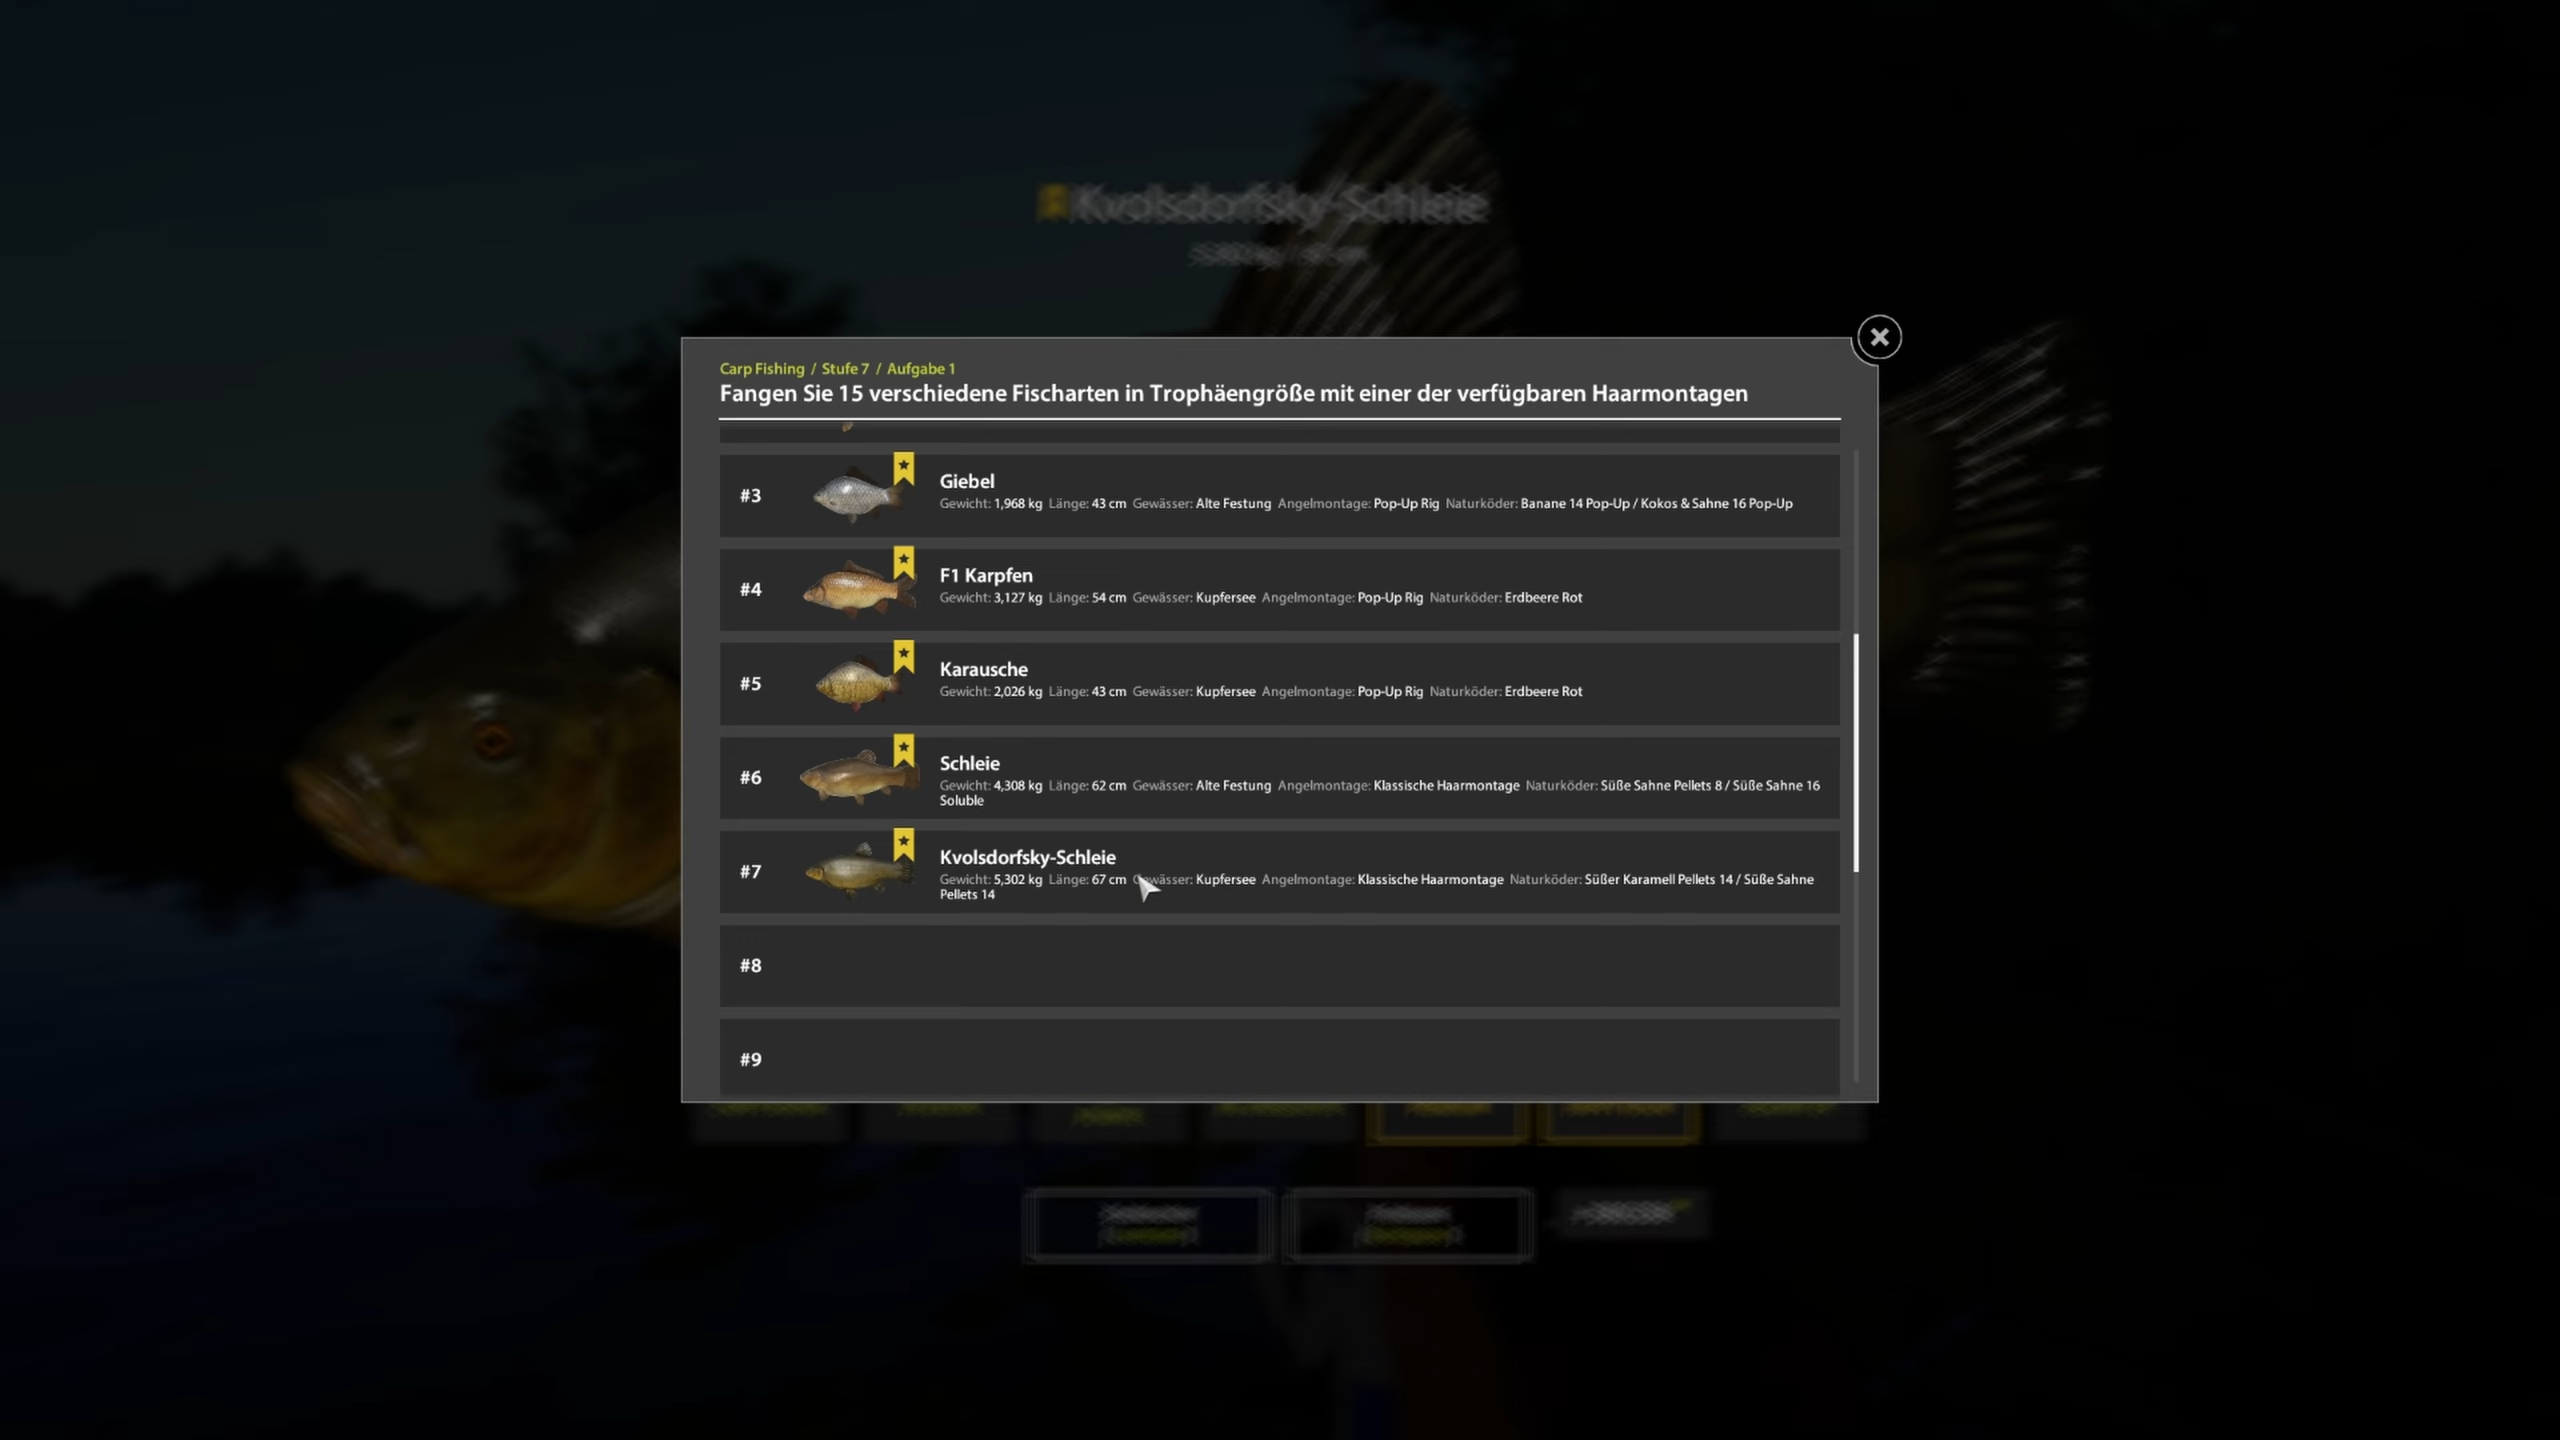 Kvolsdorfsky-Schleie
Carp Fishing / Stufe 7 / Aufgabe 1
Fangen Sie 15 verschiedene Fischarten in Trophäengröße mit einer der verfügbaren Haarmontagen
#3
Giebel
Gewicht: 1,968 kg Länge: 43 cm Gewässer: Alte Festung Angelmontage: Pop-Up Rig Naturköder: Banane 14 Pop-Up / Kokos & Sahne 16 Pop-Up
#4
F1 Karpfen
Gewicht: 3,127 kg Länge: 54 cm Gewässer: Kupfersee Angelmontage: Pop-Up Rig Naturköder: Erdbeere Rot
#5
Karausche
Gewicht: 2,026 kg Länge: 43 cm Gewässer: Kupfersee Angelmontage: Pop-Up Rig Naturköder: Erdbeere Rot
#6
Schleie
Gewicht: 4,308 kg Länge: 62 cm Gewässer: Alte Festung Angelmontage: Klassische Haarmontage Naturköder: Süße Sahne Pellets 8 / Süße Sahne 16
Soluble
#7
Kvolsdorfsky-Schleie
Gewicht: 5,302 kg Länge: 67 cm Gewässer: Kupfersee Angelmontage: Klassische Haarmontage Naturköder: Süßer Karamell Pellets 14 / Süße Sahne
Pellets 14
#8
#9